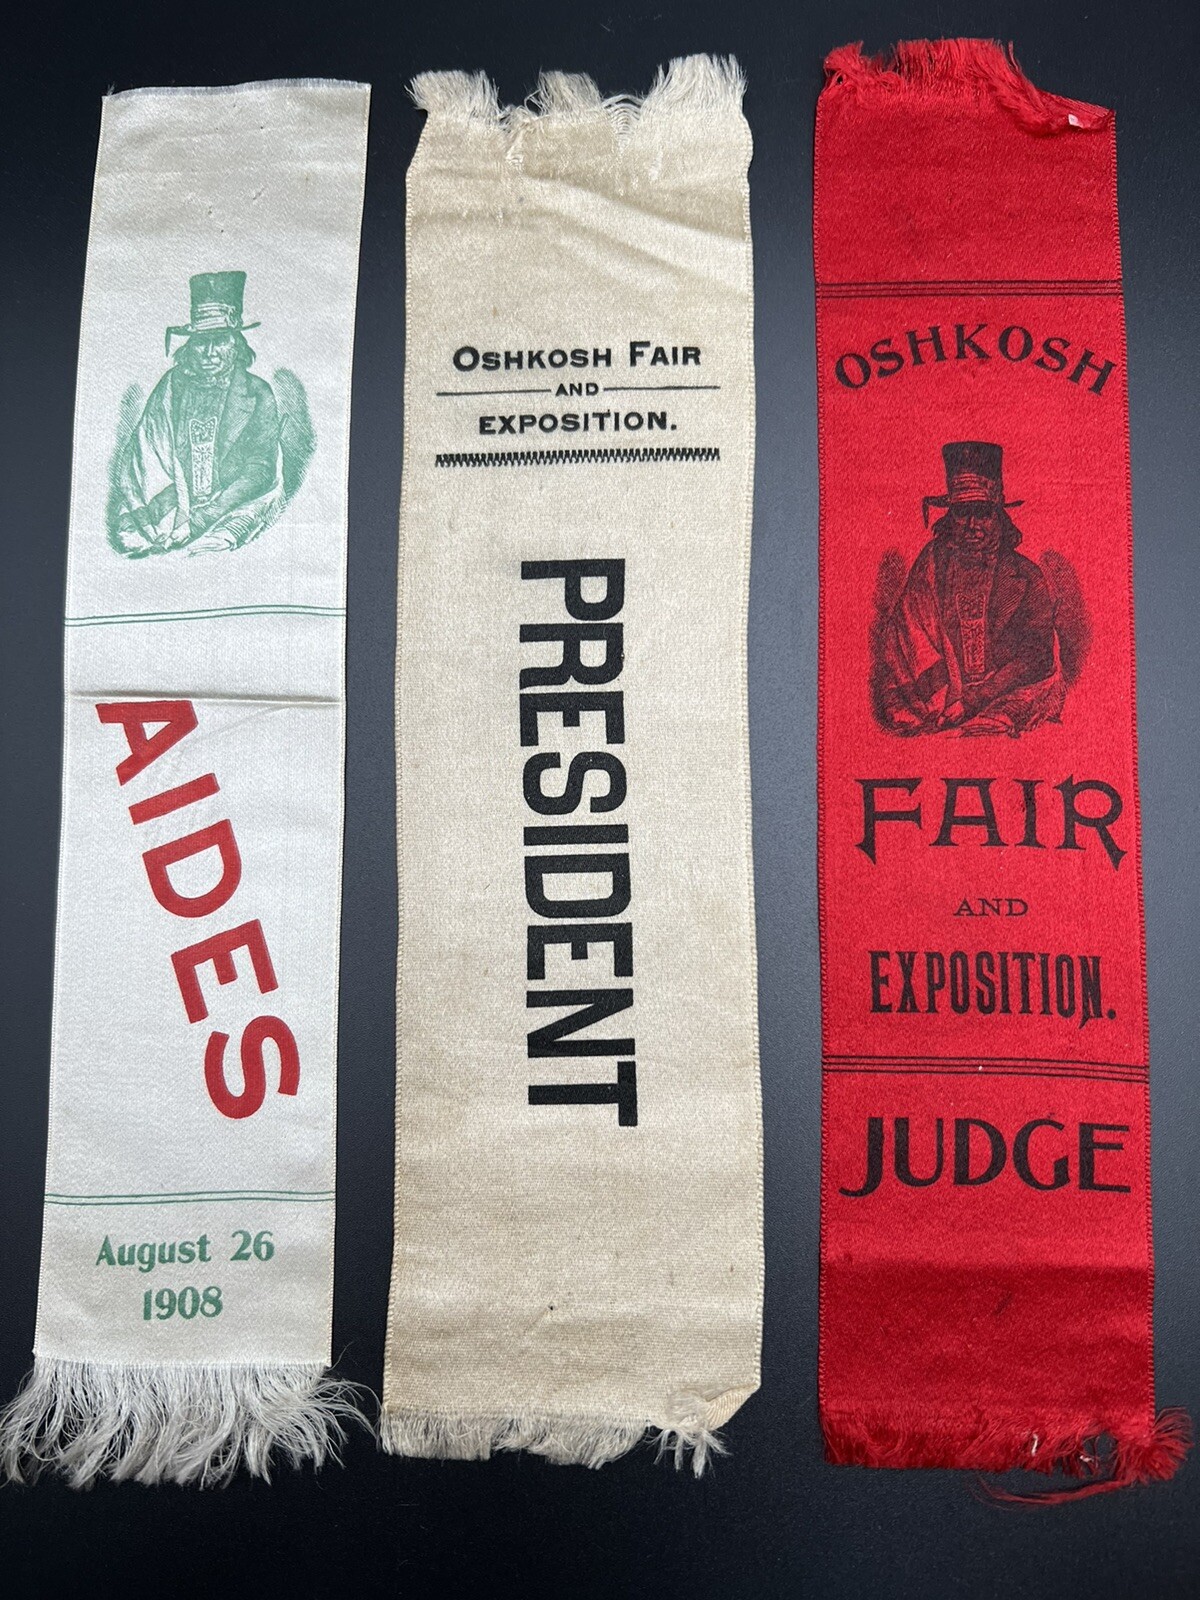 AIDES
August 26
1908
OSHKOSH FAIR
AND
EXPOSITION.
PRESIDENT
OSHKOSH
FAIR
AND
EXPOSITION.
JUDGE